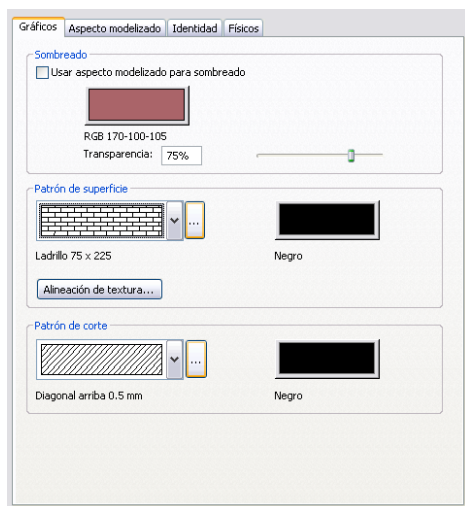 Gráficos Aspecto modelizado Identidad Físicos
Sombreado
Usar aspecto modelizado para sombreado
RGB 170-100-105
Transparencia: 75%
Patrón de superficie
...
Ladrillo 75 x 225 Negro
Alineación de textura...
Patrón de corte
...
Diagonal arriba 0.5 mm Negro